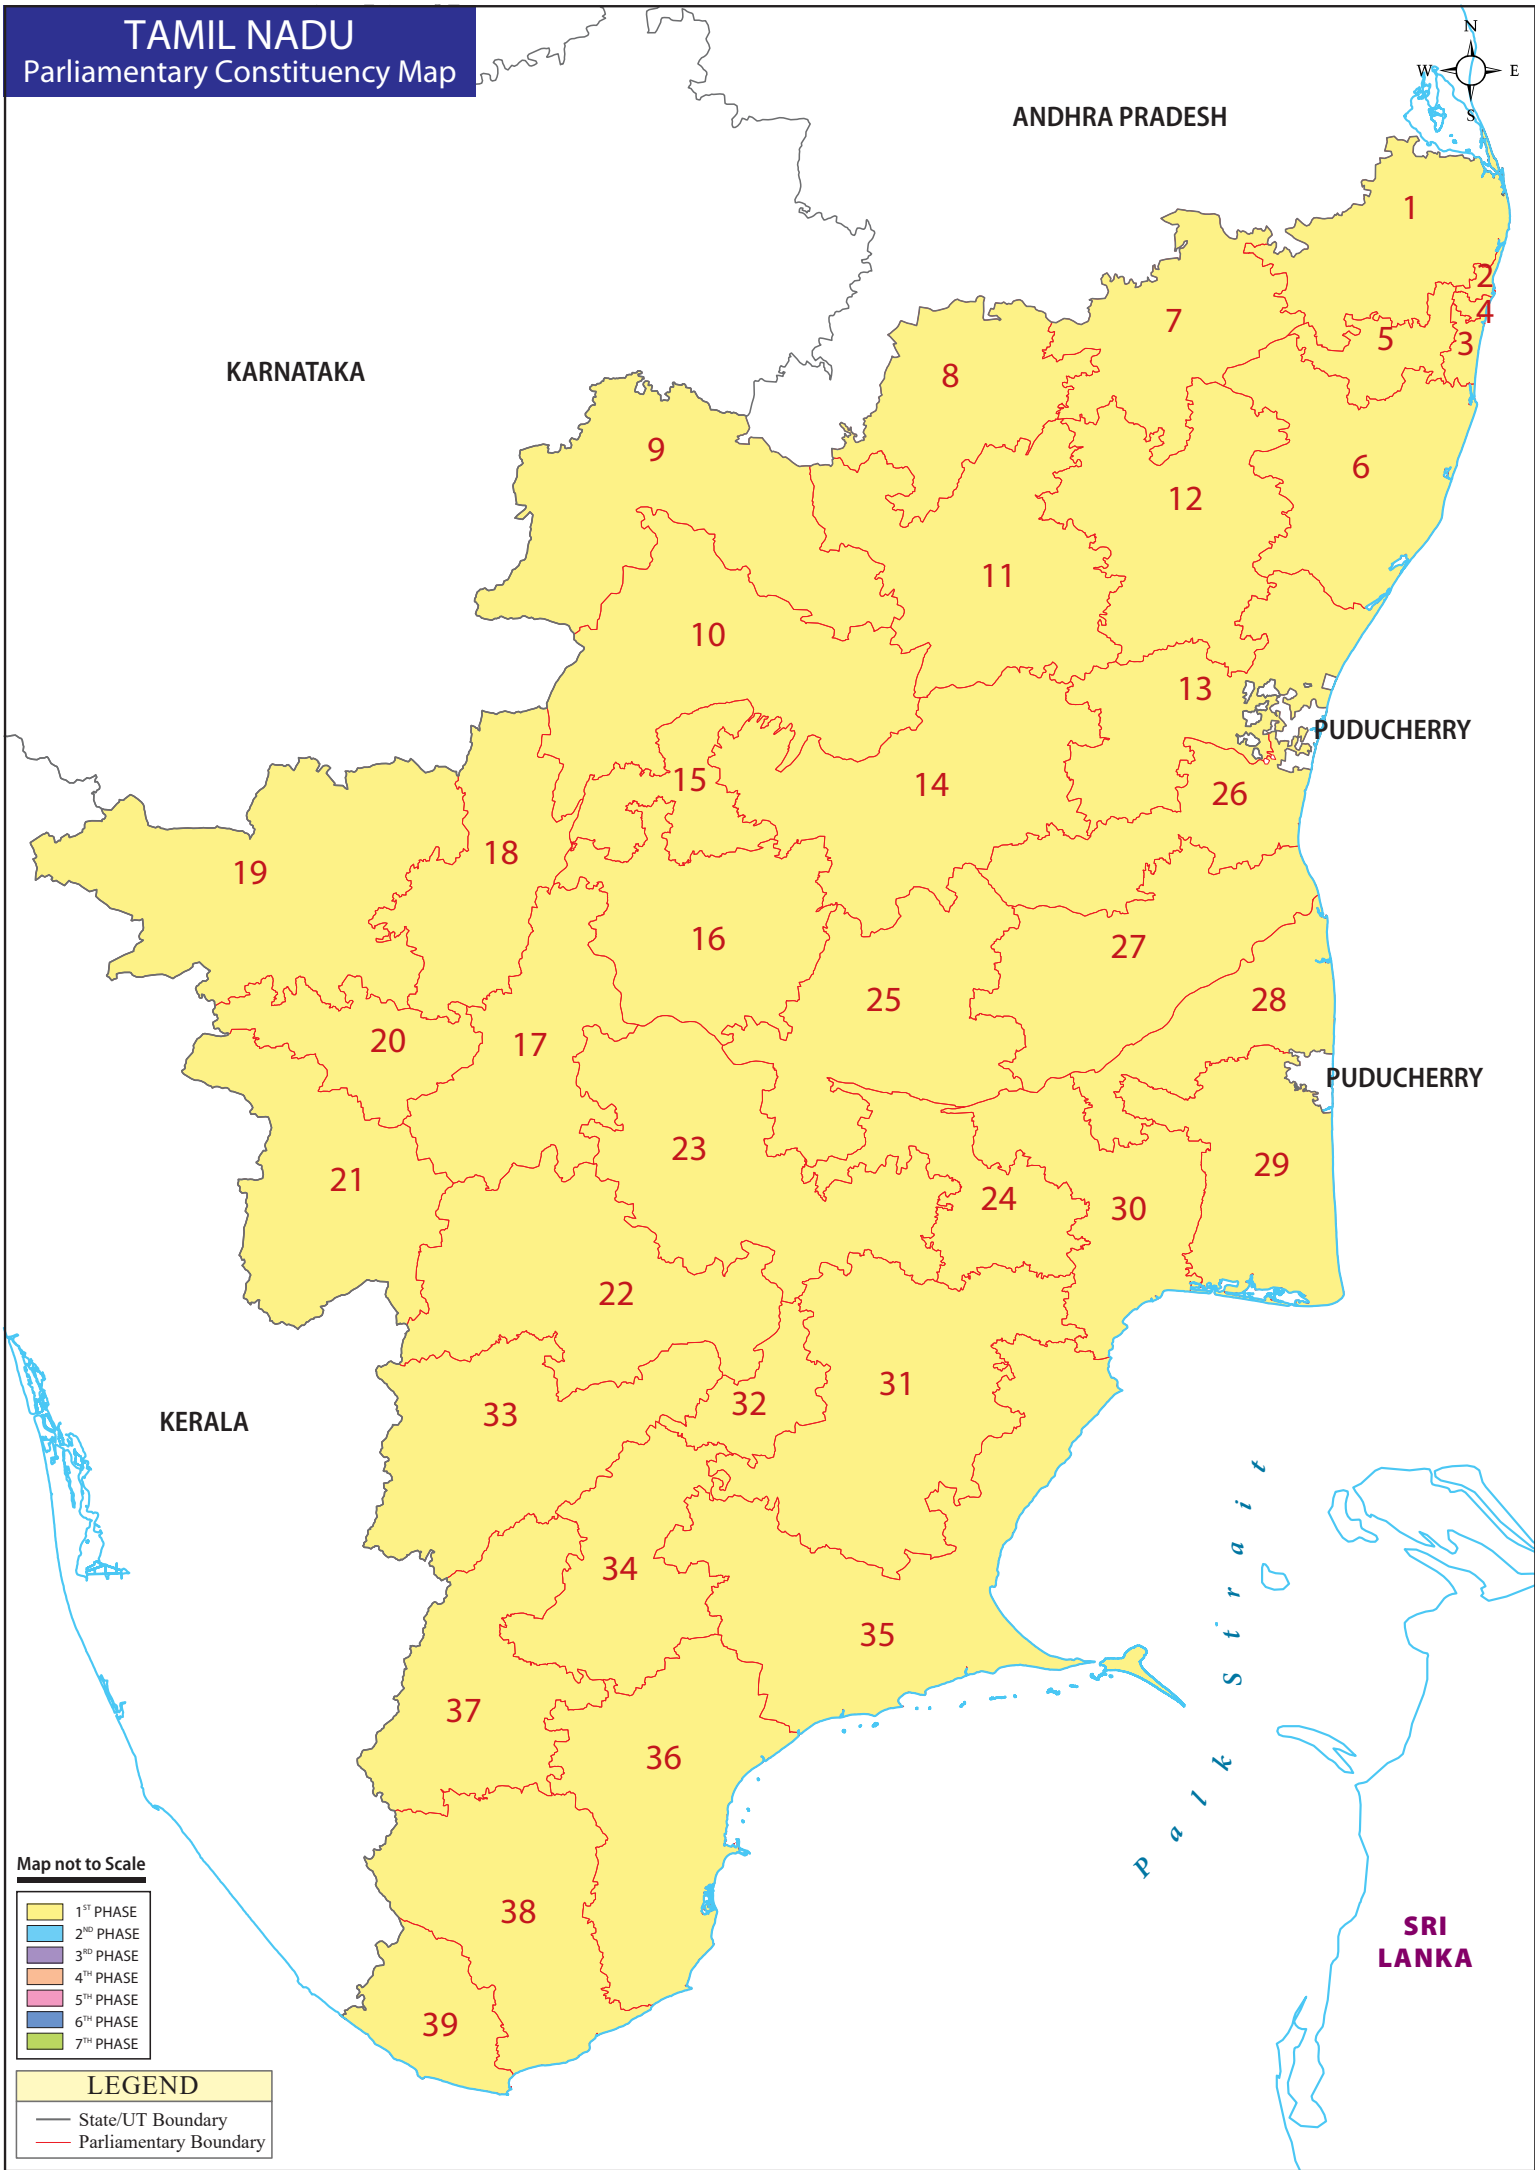 TAMIL NADU
Parliamentary Constituency Map
N
W
E
S
ANDHRA PRADESH
1
2
4
7
5
3
KARNATAKA
8
9
6
12
11
10
13
PUDUCHERRY
15
14
26
18
19
16
27
25
28
20
17
PUDUCHERRY
23
29
21
24
30
22
31
32
33
KERALA
34
35
37
36
Palk Strait
38
SRI
LANKA
39
Map not to Scale
1ST PHASE
2ND PHASE
3RD PHASE
4TH PHASE
5TH PHASE
6TH PHASE
7TH PHASE
LEGEND
State/UT Boundary
Parliamentary Boundary